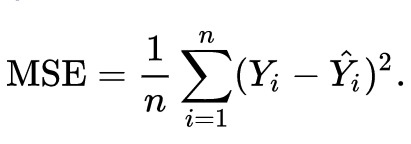 MSE = \frac{1}{n} \sum_{i=1}^{n} (Y_i - \hat{Y}_i)^2.